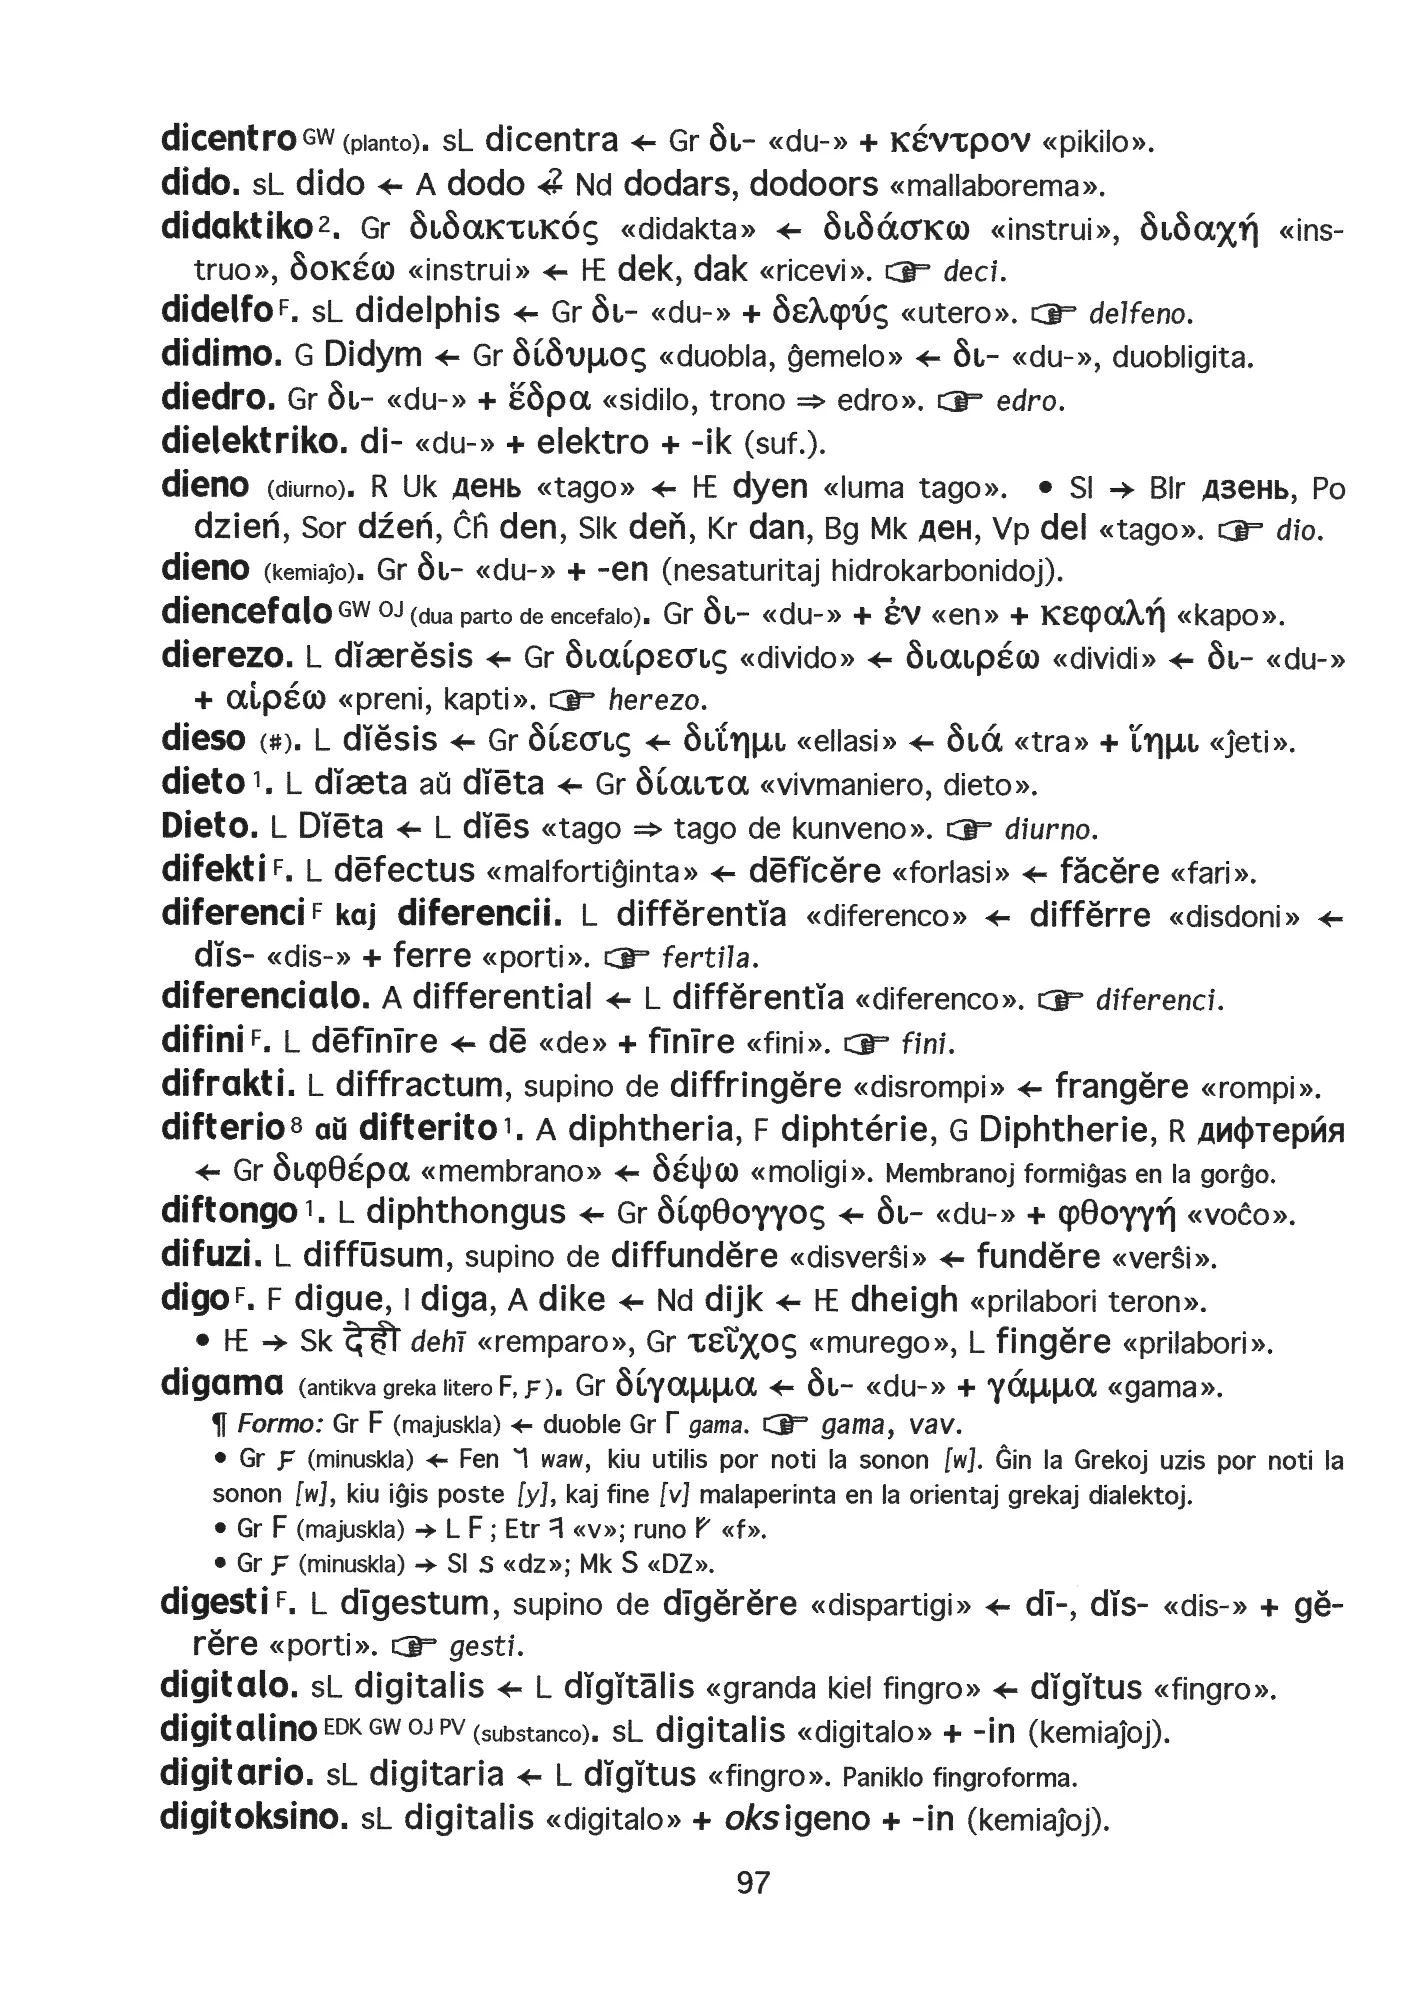 dicentro GW (planto). sL dicentra ← Gr δι- «du-» + κέντρον «pikilo».
dido. sL dido ← A dodo ⇐? Nd dodars, dodoors «mallaborema».
didaktiko 2. Gr διδακτικός «didakta» ← διδάσκω «instrui», διδαχή «ins-
truo», δοκέω «instrui» ← IE dek, dak «ricevi». ☞ deci.
didelfo F. sL didelphis ← Gr δι- «du-» + δελφύς «utero». ☞ delfeno.
didimo. G Didym ← Gr δίδυμος «duobla, ĝemelo» ← δι- «du-», duobligita.
diedro. Gr δι- «du-» + ἕδρα «sidilo, trono ⇒ edro». ☞ edro.
dielektriko. di- «du-» + elektro + -ik (suf.).
dieno (diurno). R Uk день «tago» ← IE dyen «luma tago». • Sl → Blr дзень, Po
dzień, Sor dźeń, Ĉĥ den, Slk deň, Kr dan, Bg Mk ден, Vp del «tago». ☞ dio.
dieno (kemiaĵo). Gr δι- «du-» + -en (nesaturitaj hidrokarbonidoj).
diencefalo GW OJ (dua parto de encefalo). Gr δι- «du-» + ἐν «en» + κεφαλή «kapo».
dierezo. L dĭærĕsis ← Gr διαίρεσις «divido» ← διαιρέω «dividi» ← δι- «du-»
+ αἱρέω «preni, kapti». ☞ herezo.
dieso (#). L dĭĕsis ← Gr δίεσις ← διίημι «ellasi» ← διά «tra» + ἵημι «ĵeti».
dieto 1. L dĭæta aŭ dĭēta ← Gr δίαιτα «vivmaniero, dieto».
Dieto. L Dĭēta ← L dĭēs «tago ⇒ tago de kunveno». ☞ diurno.
difekti F. L dēfectus «malfortiĝinta» ← dēfĭcĕre «forlasi» ← făcĕre «fari».
diferenci F kaj diferencii. L diffĕrentĭa «diferenco» ← diffĕrre «disdoni» ←
dĭs- «dis-» + ferre «porti». ☞ fertila.
diferencialo. A differential ← L diffĕrentĭa «diferenco». ☞ diferenci.
difini F. L dēfīnīre ← dē «de» + fīnīre «fini». ☞ fini.
difrakti. L diffractum, supino de diffringĕre «disrompi» ← frangĕre «rompi».
difterio 8 aŭ difterito 1. A diphtheria, F diphtérie, G Diphtherie, R дифтери́я
← Gr διφθέρα «membrano» ← δέψω «moligi». Membranoj formiĝas en la gorĝo.
diftongo 1. L diphthongus ← Gr δίφθογγος ← δι- «du-» + φθογγή «voĉo».
difuzi. L diffūsum, supino de diffundĕre «disverŝi» ← fundĕre «verŝi».
digo F. F digue, I diga, A dike ← Nd dijk ← IE dheigh «prilabori teron».
• IE → Sk देही dehī «remparo», Gr τεῖχος «murego», L fingĕre «prilabori».
digama (antikva greka litero F, ϝ). Gr δίγαμμα ← δι- «du-» + γάμμα «gama».
¶ Formo: Gr F (majuskla) ← duoble Gr Γ gama. ☞ gama, vav.
• Gr ϝ (minuskla) ← Fen 𐤅 waw, kiu utilis por noti la sonon [w]. Ĝin la Grekoj uzis por noti la
sonon [w], kiu iĝis poste [y], kaj fine [v] malaperinta en la orientaj grekaj dialektoj.
• Gr F (majuskla) → L F ; Etr 𐌅 «v»; runo ᚠ «f».
• Gr ϝ (minuskla) → Sl ѕ «dz»; Mk Ѕ «DZ».
digesti F. L dīgestum, supino de dīgĕrĕre «dispartigi» ← dī-, dĭs- «dis-» + gĕ-
rĕre «porti». ☞ gesti.
digitalo. sL digitalis ← L dĭgĭtālis «granda kiel fingro» ← dĭgĭtus «fingro».
digitalino EDK GW OJ PV (substanco). sL digitalis «digitalo» + -in (kemiaĵoj).
digitario. sL digitaria ← L dĭgĭtus «fingro». Paniklo fingroforma.
digitoksino. sL digitalis «digitalo» + oksigeno + -in (kemiaĵoj).
97